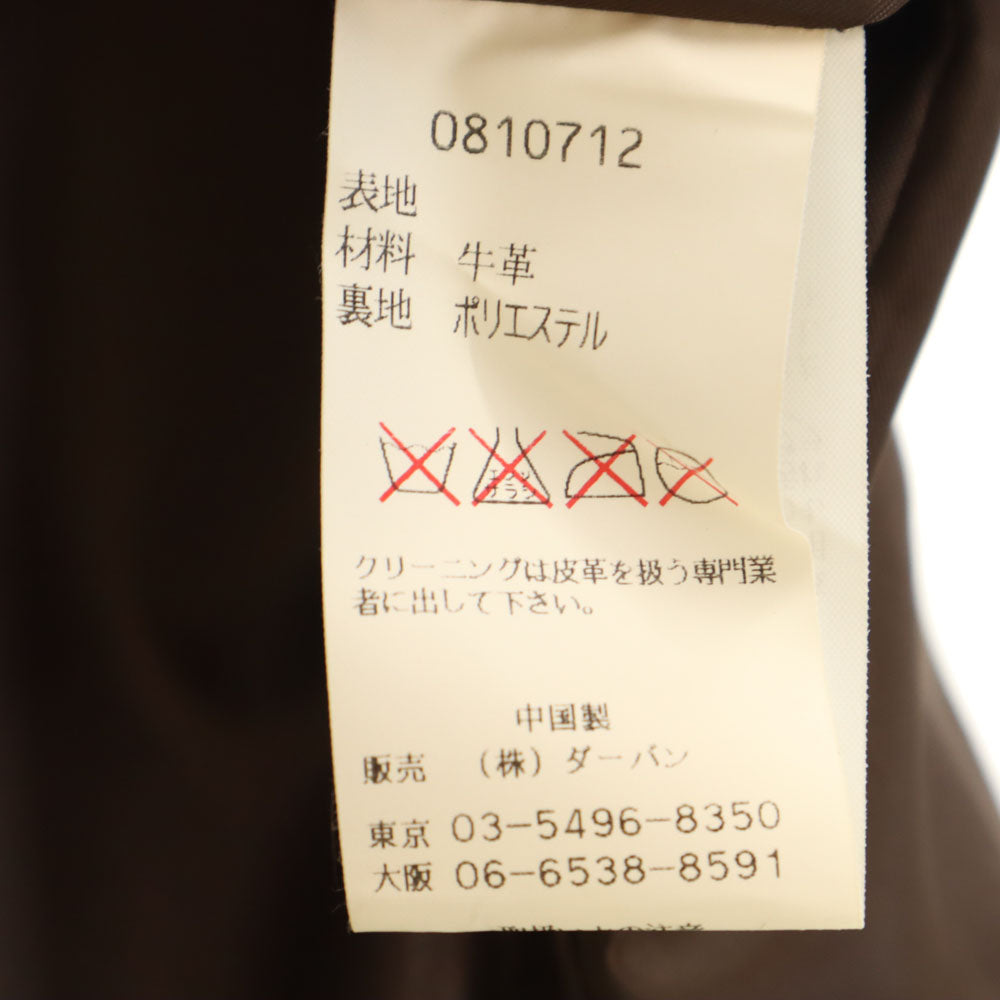 0810712
表地
材料 牛革
裏地 ポリエステル
クリーニングは皮革を扱う専門業
者に出して下さい。
中国製
販売 (株) ダーバン
東京 03-5496-8350
大阪 06-6538-8591